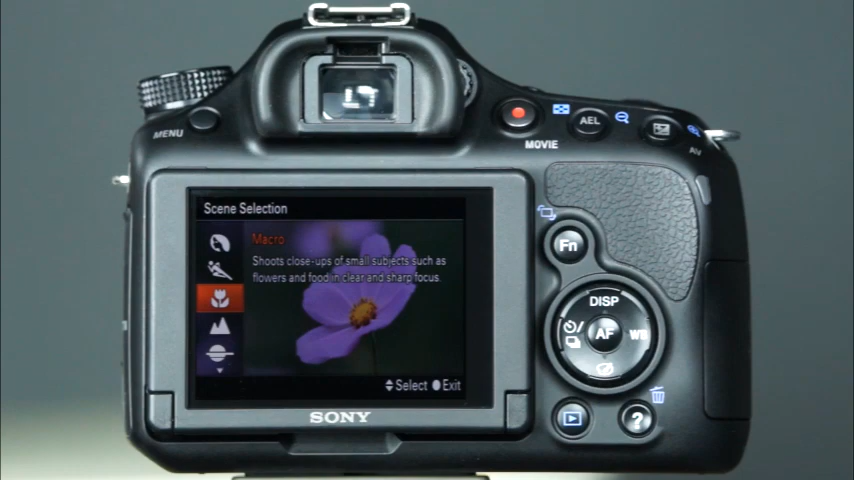 MENU
MOVIE
AEL
AV
Scene Selection
Macro
Shoots close-ups of small subjects such as
flowers and food in clear and sharp focus.
Select Exit
Fn
DISP
AF
WB
?
SONY